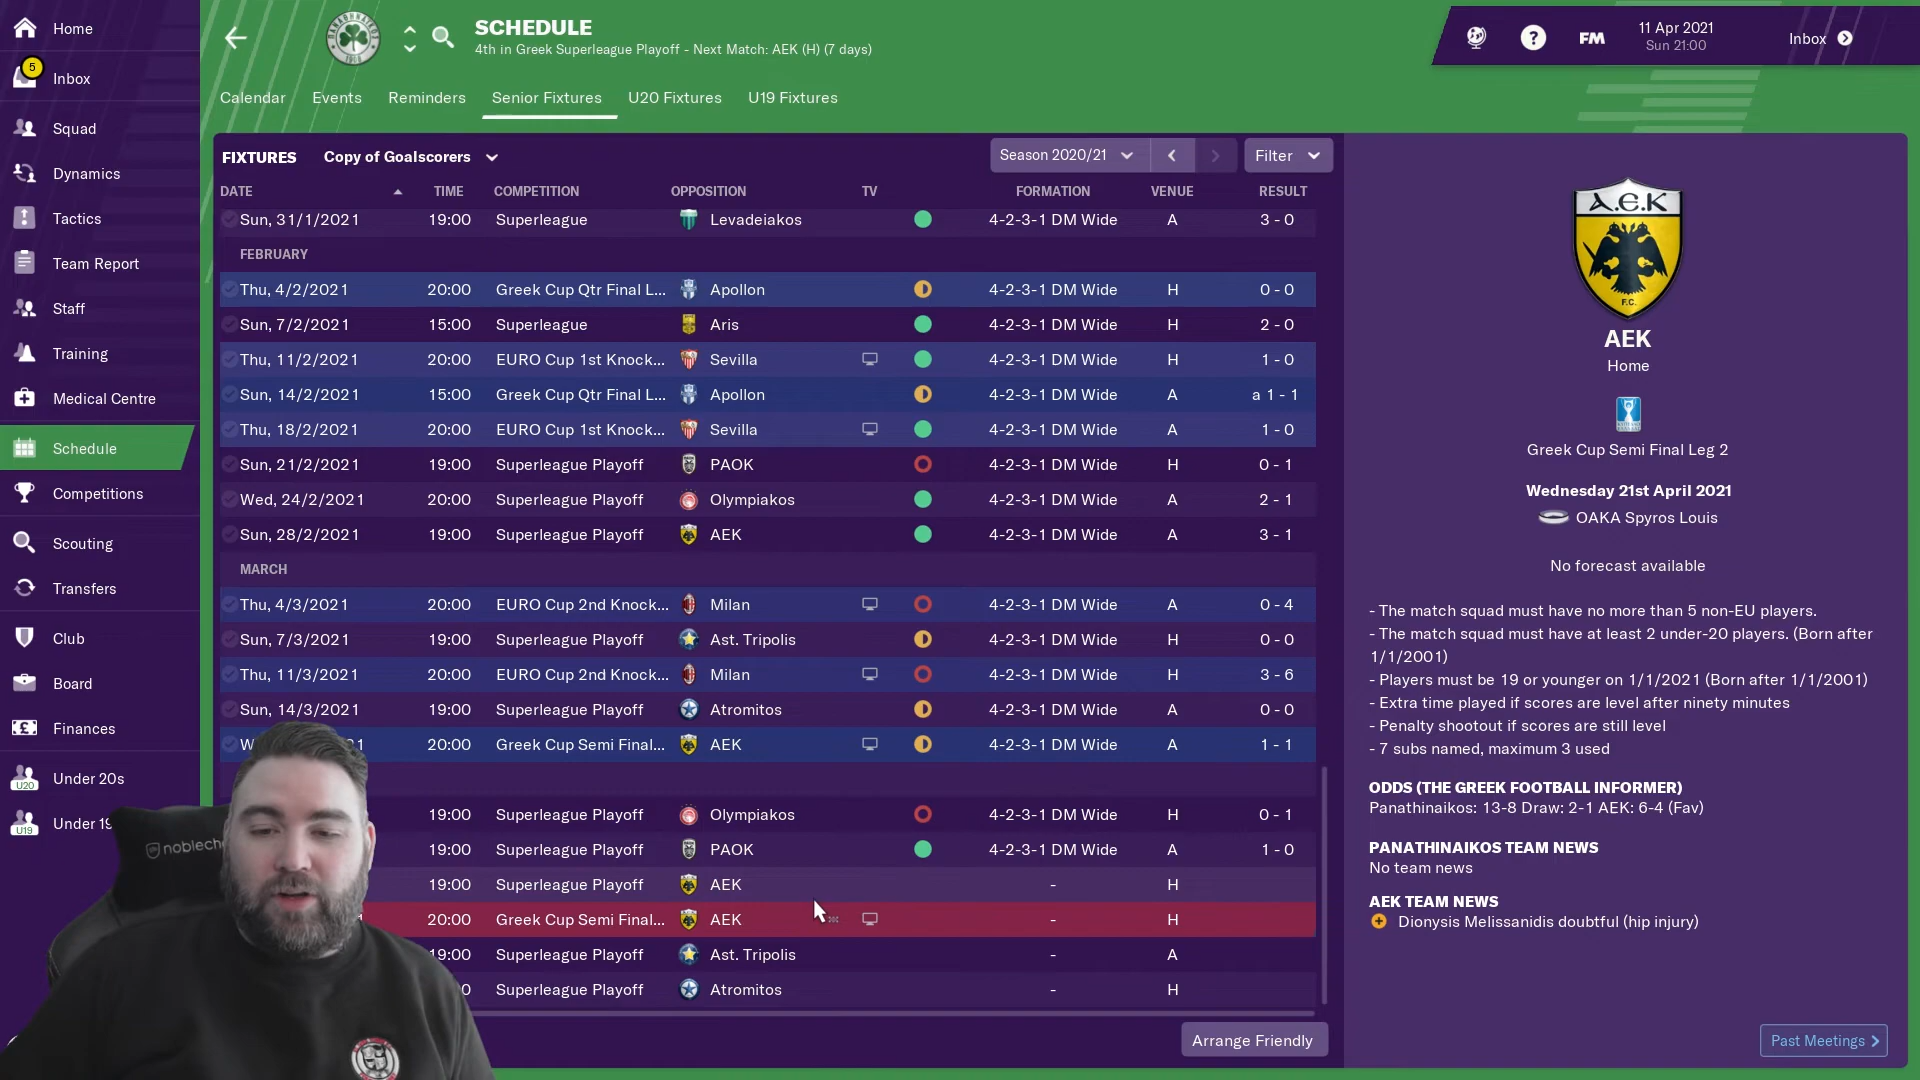 Home
5
Inbox
Squad
Dynamics
Tactics
Team Report
Staff
Training
Medical Centre
Schedule
Competitions
Scouting
Transfers
Club
Board
Finances
U20 Under 20s
U19 Under 19
SCHEDULE
4th in Greek Superleague Playoff - Next Match: AEK (H) (7 days)
? FM
11 Apr 2021
Sun 21:00
Inbox
Calendar Events Reminders Senior Fixtures U20 Fixtures U19 Fixtures
FIXTURES Copy of Goalscorers Season 2020/21 Filter
DATE TIME COMPETITION OPPOSITION TV FORMATION VENUE RESULT
Sun, 31/1/2021 19:00 Superleague Levadeiakos 4-2-3-1 DM Wide A 3 - 0
FEBRUARY
Thu, 4/2/2021 20:00 Greek Cup Qtr Final L... Apollon 4-2-3-1 DM Wide H 0 - 0
Sun, 7/2/2021 15:00 Superleague Aris 4-2-3-1 DM Wide H 2 - 0
Thu, 11/2/2021 20:00 EURO Cup 1st Knock... Sevilla 4-2-3-1 DM Wide H 1 - 0
Sun, 14/2/2021 15:00 Greek Cup Qtr Final L... Apollon 4-2-3-1 DM Wide A a 1 - 1
Thu, 18/2/2021 20:00 EURO Cup 1st Knock... Sevilla 4-2-3-1 DM Wide A 1 - 0
Sun, 21/2/2021 19:00 Superleague Playoff PAOK 4-2-3-1 DM Wide H 0 - 1
Wed, 24/2/2021 20:00 Superleague Playoff Olympiakos 4-2-3-1 DM Wide A 2 - 1
Sun, 28/2/2021 19:00 Superleague Playoff AEK 4-2-3-1 DM Wide A 3 - 1
MARCH
Thu, 4/3/2021 20:00 EURO Cup 2nd Knock... Milan 4-2-3-1 DM Wide A 0 - 4
Sun, 7/3/2021 19:00 Superleague Playoff Ast. Tripolis 4-2-3-1 DM Wide H 0 - 0
Thu, 11/3/2021 20:00 EURO Cup 2nd Knock... Milan 4-2-3-1 DM Wide H 3 - 6
Sun, 14/3/2021 19:00 Superleague Playoff Atromitos 4-2-3-1 DM Wide A 0 - 0
20:00 Greek Cup Semi Final... AEK 4-2-3-1 DM Wide A 1 - 1
19:00 Superleague Playoff Olympiakos 4-2-3-1 DM Wide H 0 - 1
19:00 Superleague Playoff PAOK 4-2-3-1 DM Wide A 1 - 0
19:00 Superleague Playoff AEK - H
20:00 Greek Cup Semi Final... AEK - H
19:00 Superleague Playoff Ast. Tripolis - A
Superleague Playoff Atromitos - H
Arrange Friendly
noblech
A.E.K
F.C.
AEK
Home
Greek Cup Semi Final Leg 2
Wednesday 21st April 2021
OAKA Spyros Louis
No forecast available
- The match squad must have no more than 5 non-EU players.
- The match squad must have at least 2 under-20 players. (Born after
1/1/2001)
- Players must be 19 or younger on 1/1/2021 (Born after 1/1/2001)
- Extra time played if scores are level after ninety minutes
- Penalty shootout if scores are still level
- 7 subs named, maximum 3 used
ODDS (THE GREEK FOOTBALL INFORMER)
Panathinaikos: 13-8 Draw: 2-1 AEK: 6-4 (Fav)
PANATHINAIKOS TEAM NEWS
No team news
AEK TEAM NEWS
Dionysis Melissanidis doubtful (hip injury)
Past Meetings